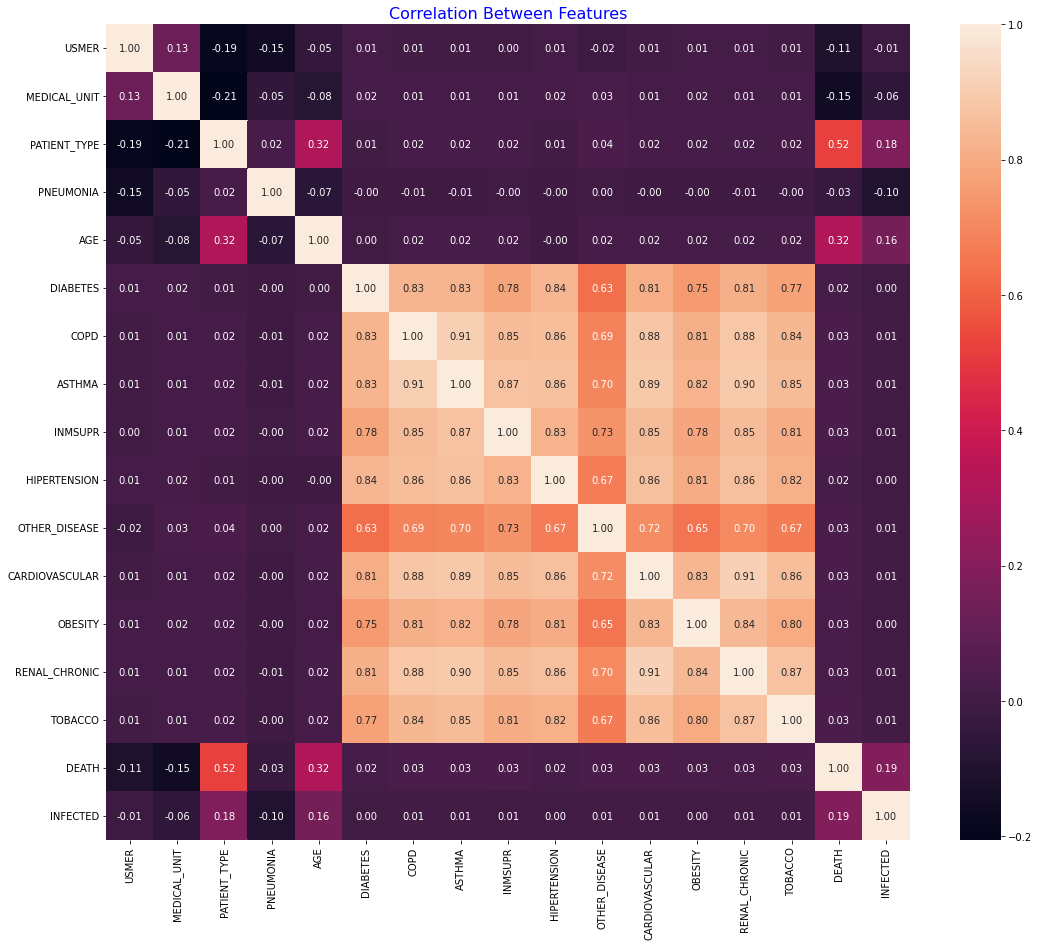 Correlation Between Features
USMER 1.00 0.13 -0.19 -0.15 -0.05 0.01 0.01 0.01 0.00 0.01 -0.02 0.01 0.01 0.01 0.01 -0.11 -0.01
MEDICAL_UNIT 0.13 1.00 -0.21 -0.05 -0.08 0.02 0.01 0.01 0.01 0.02 0.03 0.01 0.02 0.01 0.01 -0.15 -0.06
PATIENT_TYPE -0.19 -0.21 1.00 0.02 0.32 0.01 0.02 0.02 0.02 0.01 0.04 0.02 0.02 0.02 0.02 0.52 0.18
PNEUMONIA -0.15 -0.05 0.02 1.00 -0.07 -0.00 -0.01 -0.01 -0.00 -0.00 0.00 -0.00 -0.00 -0.01 -0.00 -0.03 -0.10
AGE -0.05 -0.08 0.32 -0.07 1.00 0.00 0.02 0.02 0.02 -0.00 0.02 0.02 0.02 0.02 0.02 0.32 0.16
DIABETES 0.01 0.02 0.01 -0.00 0.00 1.00 0.83 0.83 0.78 0.84 0.63 0.81 0.75 0.81 0.77 0.02 0.00
COPD 0.01 0.01 0.02 -0.01 0.02 0.83 1.00 0.91 0.85 0.86 0.69 0.88 0.81 0.88 0.84 0.03 0.01
ASTHMA 0.01 0.01 0.02 -0.01 0.02 0.83 0.91 1.00 0.87 0.86 0.70 0.89 0.82 0.90 0.85 0.03 0.01
INMSUPR 0.00 0.01 0.02 -0.00 0.02 0.78 0.85 0.87 1.00 0.83 0.73 0.85 0.78 0.85 0.81 0.03 0.01
HIPERTENSION 0.01 0.02 0.01 -0.00 -0.00 0.84 0.86 0.86 0.83 1.00 0.67 0.86 0.81 0.86 0.82 0.02 0.00
OTHER_DISEASE -0.02 0.03 0.04 0.00 0.02 0.63 0.69 0.70 0.73 0.67 1.00 0.72 0.65 0.70 0.67 0.03 0.01
CARDIOVASCULAR 0.01 0.01 0.02 -0.00 0.02 0.81 0.88 0.89 0.85 0.86 0.72 1.00 0.83 0.91 0.86 0.03 0.01
OBESITY 0.01 0.02 0.02 -0.00 0.02 0.75 0.81 0.82 0.78 0.81 0.65 0.83 1.00 0.84 0.80 0.03 0.00
RENAL_CHRONIC 0.01 0.01 0.02 -0.01 0.02 0.81 0.88 0.90 0.85 0.86 0.70 0.91 0.84 1.00 0.87 0.03 0.01
TOBACCO 0.01 0.01 0.02 -0.00 0.02 0.77 0.84 0.85 0.81 0.82 0.67 0.86 0.80 0.87 1.00 0.03 0.01
DEATH -0.11 -0.15 0.52 -0.03 0.32 0.02 0.03 0.03 0.03 0.02 0.03 0.03 0.03 0.03 0.03 1.00 0.19
INFECTED -0.01 -0.06 0.18 -0.10 0.16 0.00 0.01 0.01 0.01 0.00 0.01 0.01 0.00 0.01 0.01 0.19 1.00
USMER
MEDICAL_UNIT
PATIENT_TYPE
PNEUMONIA
AGE
DIABETES
COPD
ASTHMA
INMSUPR
HIPERTENSION
OTHER_DISEASE
CARDIOVASCULAR
OBESITY
RENAL_CHRONIC
TOBACCO
DEATH
INFECTED
1.0
0.8
0.6
0.4
0.2
0.0
−0.2